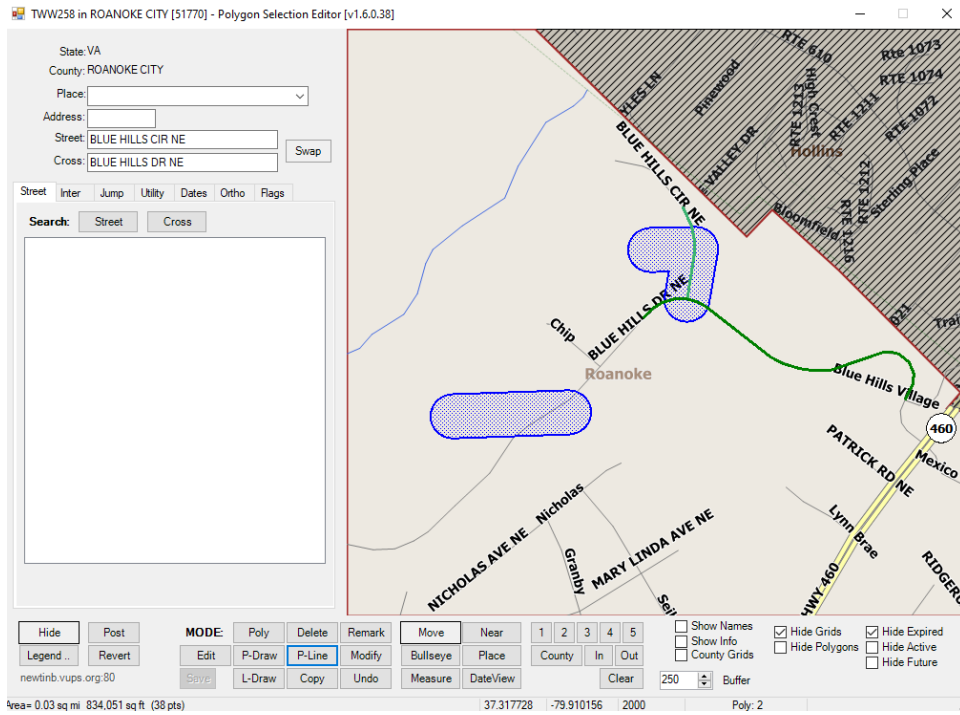 TWW258 in ROANOKE CITY [51770] - Polygon Selection Editor [v1.6.0.38]
State: VA
County: ROANOKE CITY
Place:
Address:
Street: BLUE HILLS CIR NE
Cross: BLUE HILLS DR NE
Swap
Street Inter Jump Utility Dates Ortho Flags
Search: Street Cross
RTE 610
Rte 1073
RTE 1074
YLES LN
Pinewood
High Crest
RTE 1213
RTE 1211
RTE 1072
BLUE HILLS CIR NE
VALLEY DR
Hollins
RTE 1212
Sterling Place
Bloomfield
RTE 1216
BLUE HILLS DR NE
Chip
Roanoke
021
Blue Hills Village
460
PATRICK RD NE
Mexico
Nicholas
NICHOLAS AVE NE
Granby
MARY LINDA AVE NE
Lynn Brae
HWY 460
Hide Post MODE: Poly Delete Remark Move Near 1 2 3 4 5 Show Names Hide Grids Hide Expired
Legend .. Revert Edit P-Draw P-Line Modify Bullseye Place County In Out Show Info Hide Polygons Hide Active
County Grids Hide Future
newtinb.vups.org:80 Save L-Draw Copy Undo Measure DateView Clear 250 Buffer
Area= 0.03 sq mi 834,051 sq ft (38 pts) 37.317728 -79.910156 2000 Poly: 2